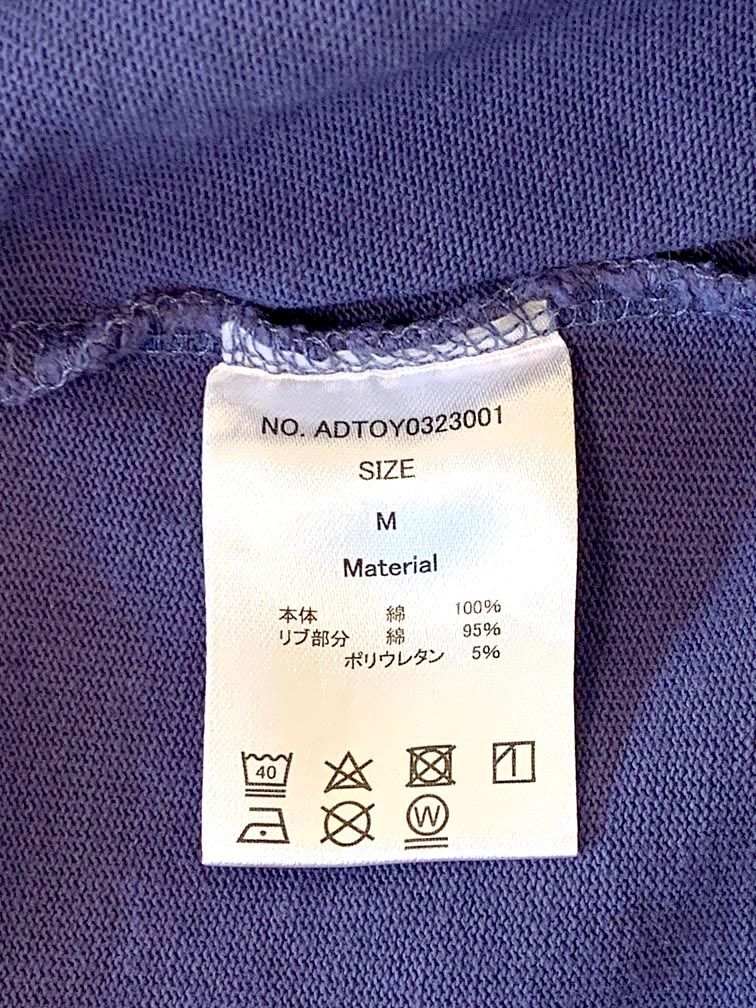 NO. ADTOY0323001
SIZE
M
Material
本体 綿 100%
リブ部分 綿 95%
ポリウレタン 5%
40
W